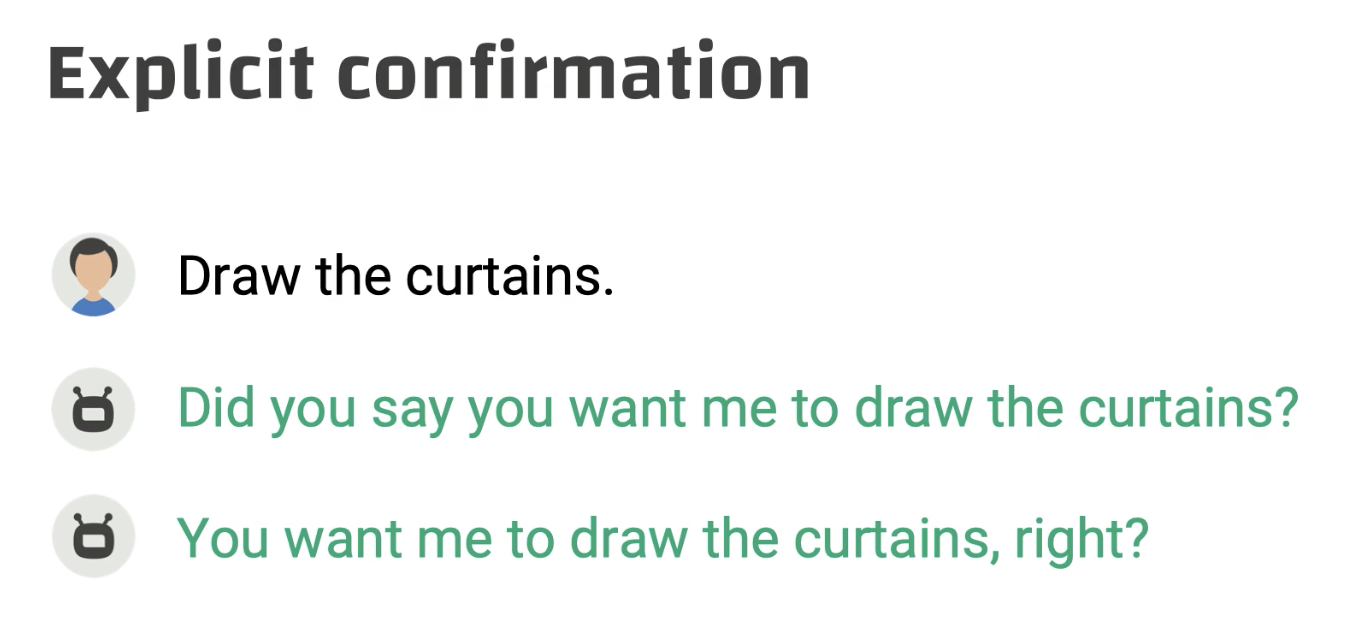 Explicit confirmation
Draw the curtains.
Did you say you want me to draw the curtains?
You want me to draw the curtains, right?